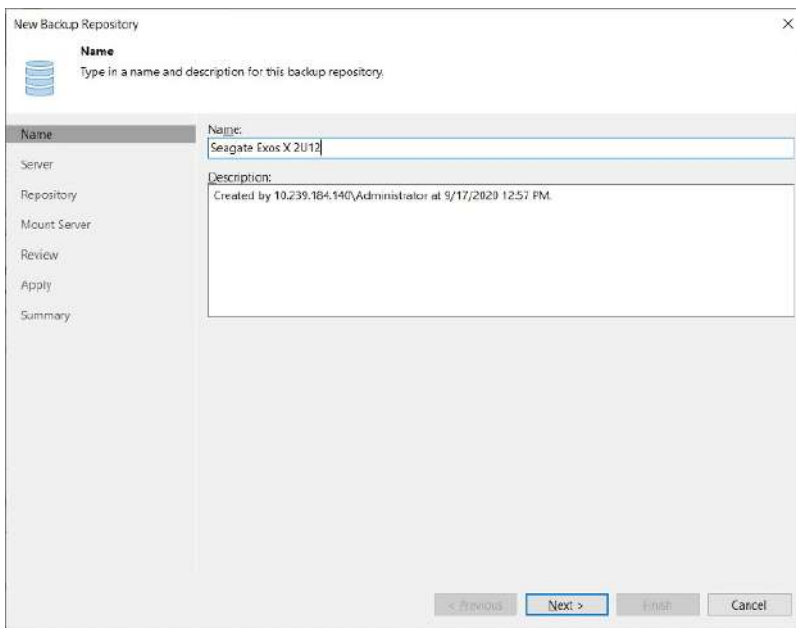 New Backup Repository
Name
Type in a name and description for this backup repository.
Name
Server
Repository
Mount Server
Review
Apply
Summary
Name:
Seagate Exos X 2U12
Description:
Created by 10.239.184.140\Administrator at 9/17/2020 12:57 PM.
< Previous
Next >
Finish
Cancel